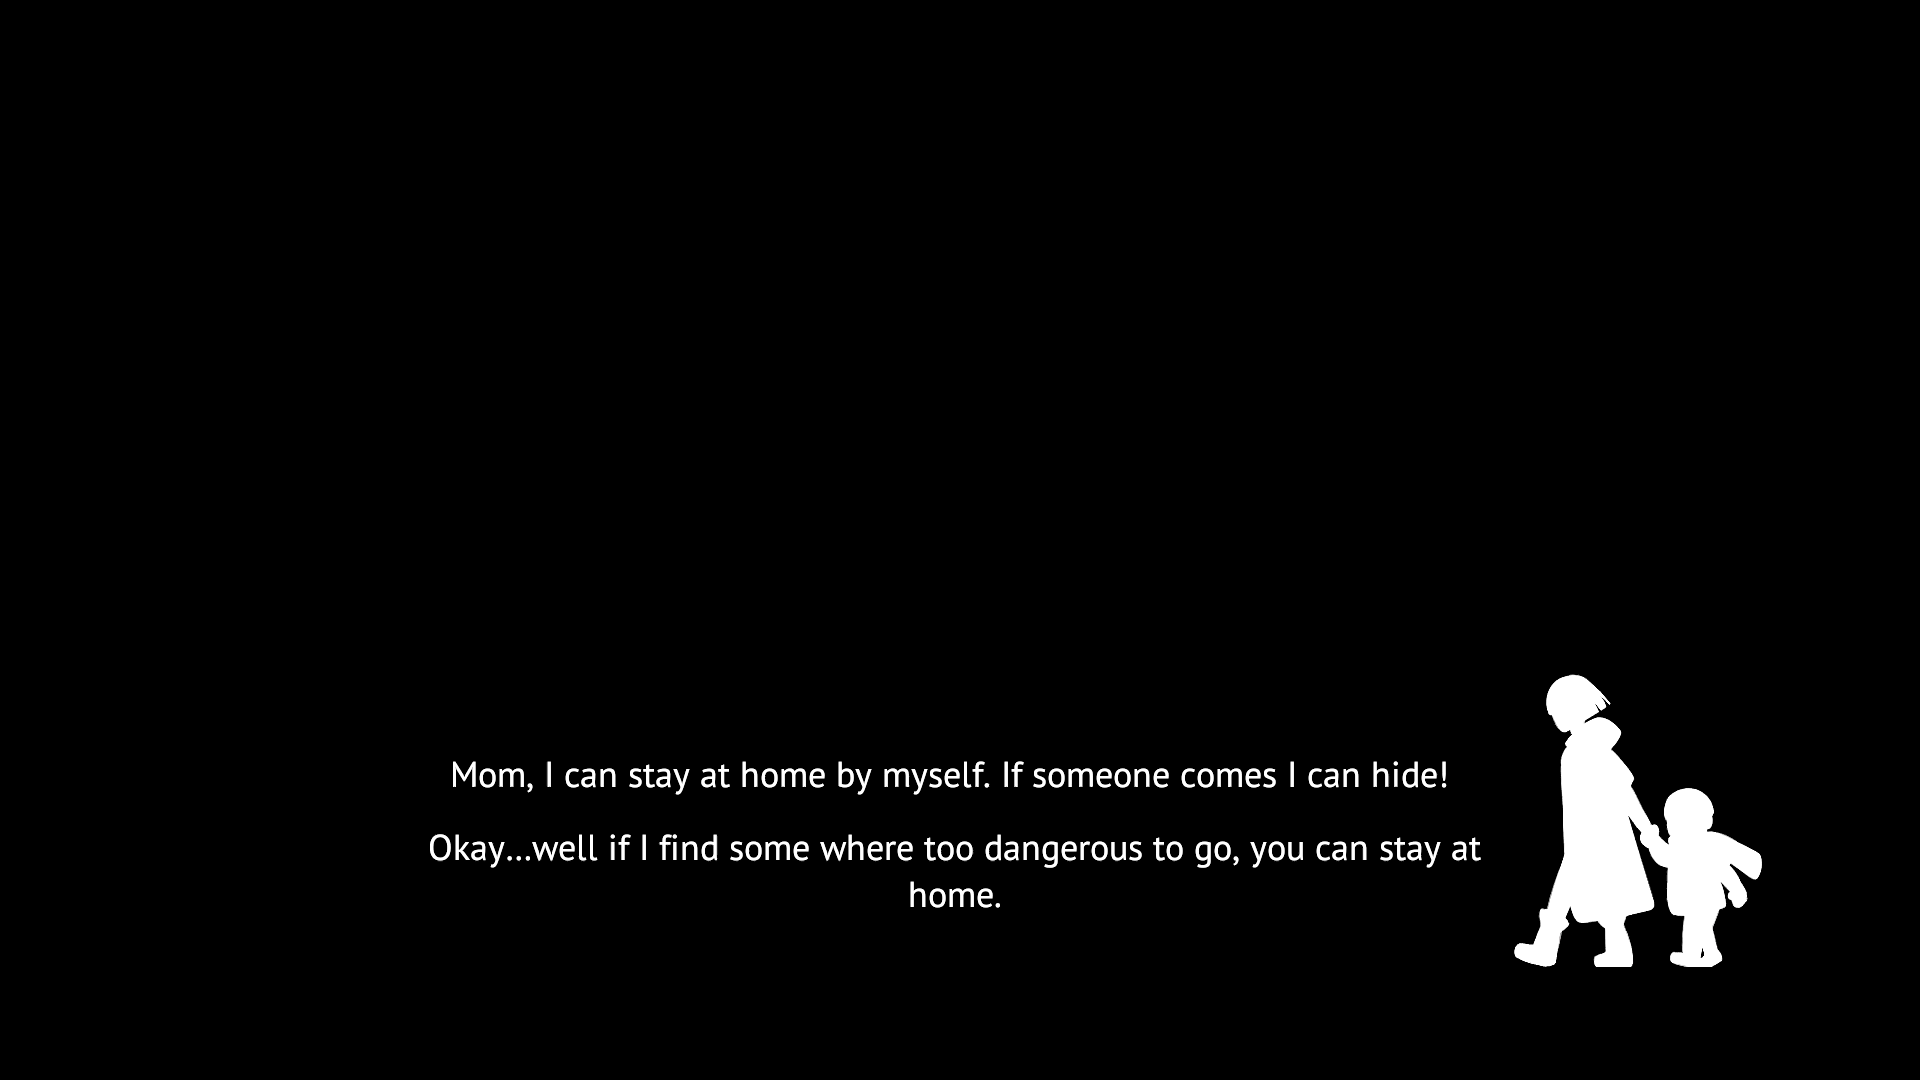 Mom, I can stay at home by myself. If someone comes I can hide!
Okay...well if I find some where too dangerous to go, you can stay at
home.